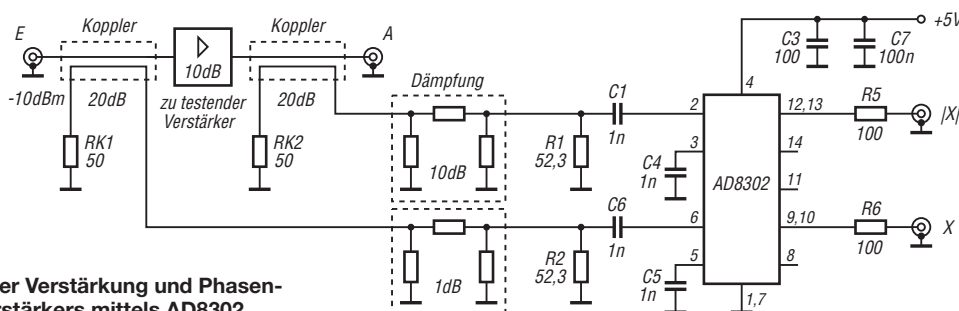 E
Koppler
Koppler
A
10dB
-10dBm
20dB
zu testender
Verstärker
20dB
RK1
50
RK2
50
Dämpfung
10dB
1dB
R1
52,3
R2
52,3
C1
1n
C4
1n
C6
1n
C5
1n
C3
100
C7
100n
+5V
4
2
3
6
5
AD8302
12,13
14
11
9,10
8
1,7
R5
100
|X|
R6
100
X
er Verstärkung und Phasen-
rstärkers mittels AD8302